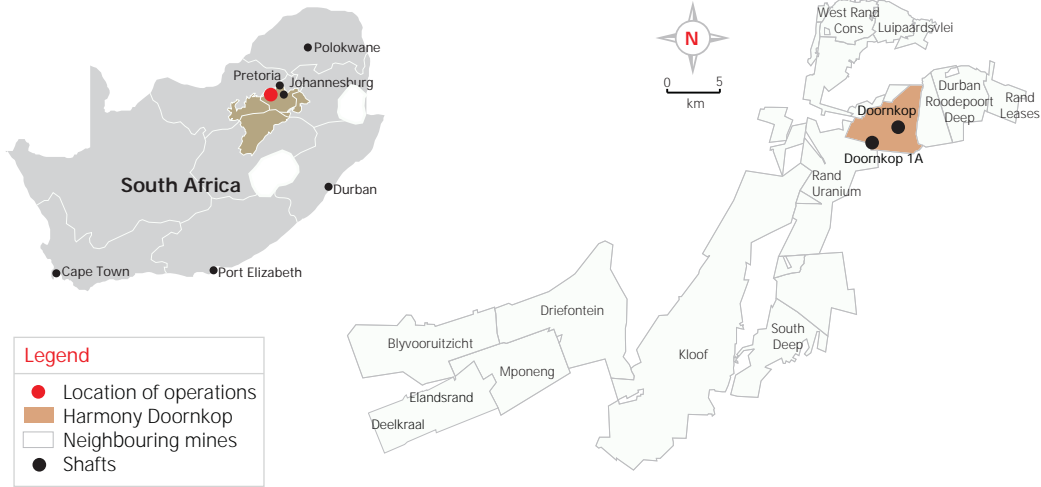 Polokwane
Pretoria
Johannesburg
South Africa
Durban
Cape Town
Port Elizabeth
Legend
Location of operations
Harmony Doornkop
Neighbouring mines
Shafts
N
0 5
km
West Rand
Cons
Luipaardsvlei
Durban
Roodepoort
Deep
Rand
Leases
Doornkop
Doornkop 1A
Rand
Uranium
Driefontein
Blyvooruitzicht
Mponeng
Elandsrand
Deelkraal
Kloof
South
Deep